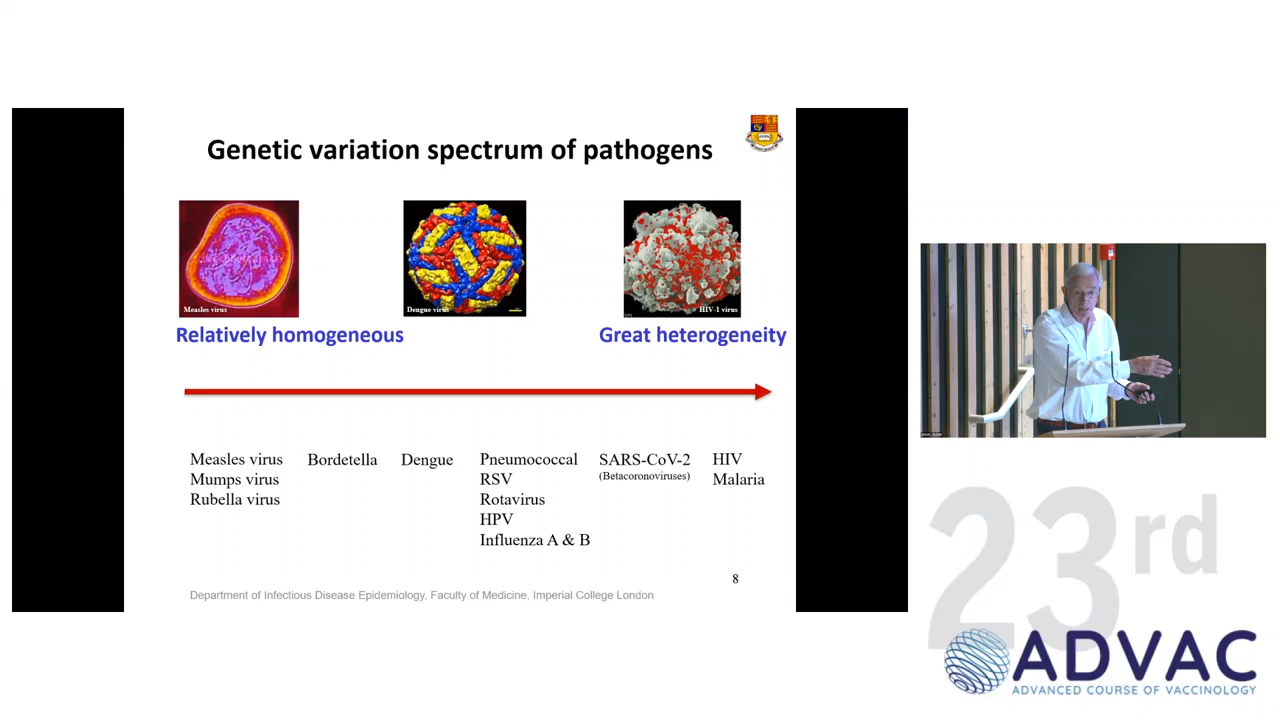 Genetic variation spectrum of pathogens
Measles virus
Dengue virus
HIV-1 virus
Relatively homogeneous
Great heterogeneity
Measles virus Bordetella Dengue Pneumococcal SARS-CoV-2 HIV
Mumps virus RSV (Betacoronoviruses) Malaria
Rubella virus Rotavirus
HPV
Influenza A & B
8
Department of Infectious Disease Epidemiology, Faculty of Medicine, Imperial College London
23rd
ADVAC
ADVANCED COURSE OF VACCINOLOGY